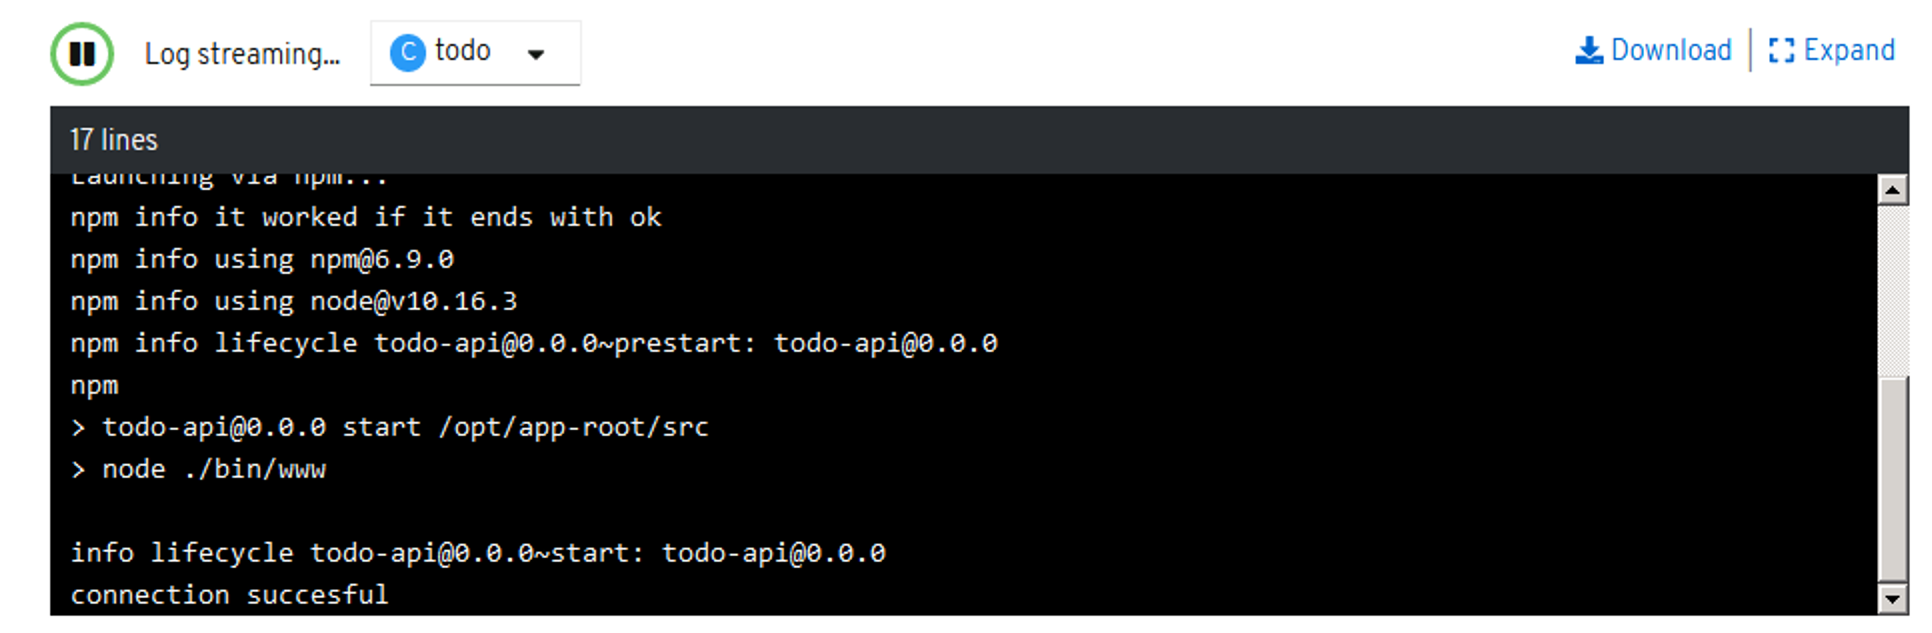 Log streaming...
C todo
Download
Expand
17 lines
Launching via npm...
npm info it worked if it ends with ok
npm info using npm@6.9.0
npm info using node@v10.16.3
npm info lifecycle todo-api@0.0.0~prestart: todo-api@0.0.0
npm
> todo-api@0.0.0 start /opt/app-root/src
> node ./bin/www
info lifecycle todo-api@0.0.0~start: todo-api@0.0.0
connection succesful